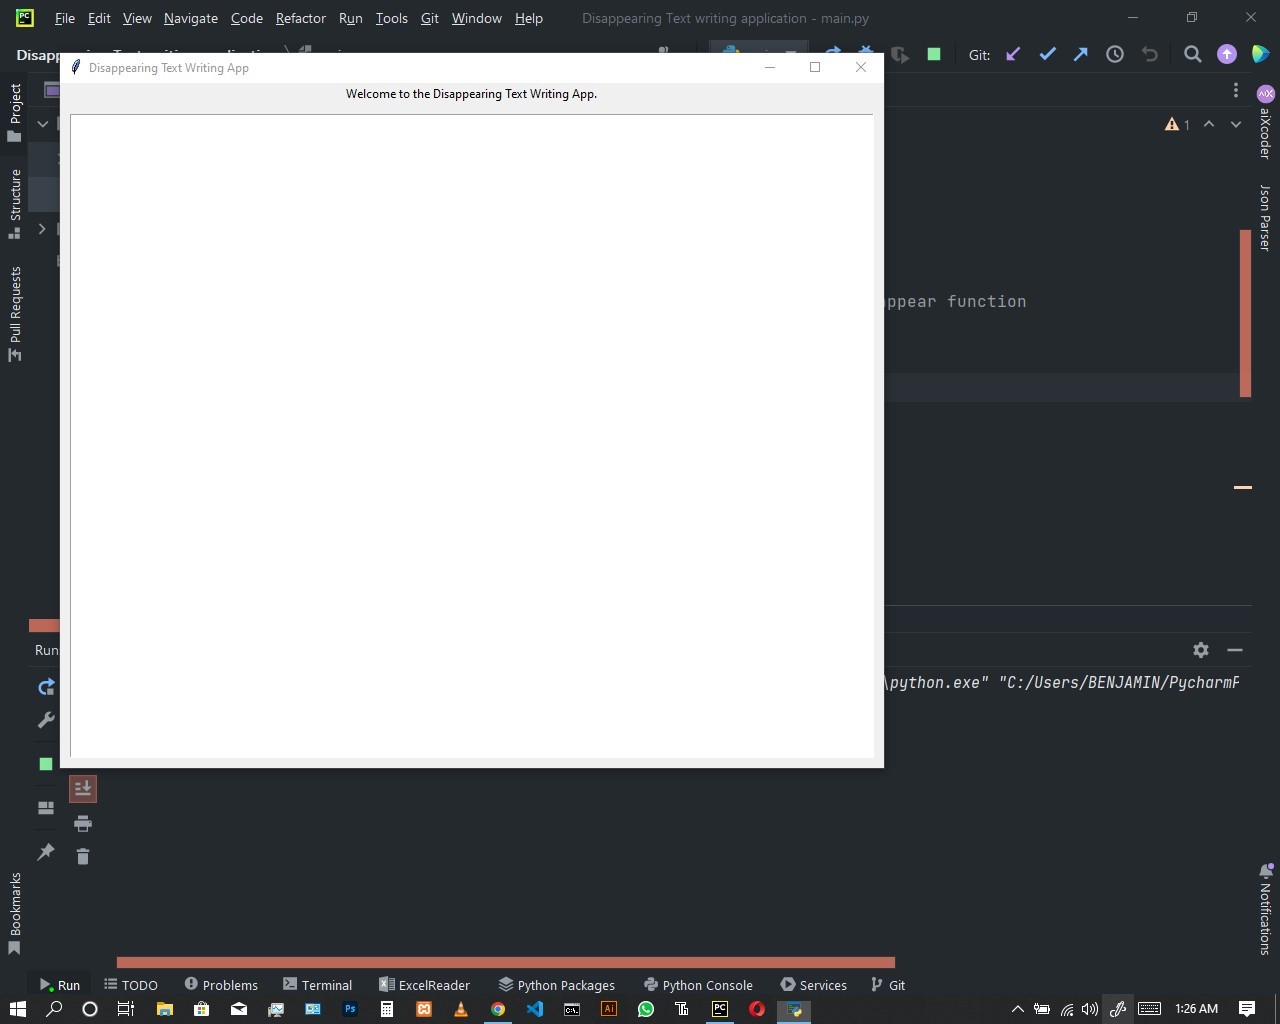 File Edit View Navigate Code Refactor Run Tools Git Window Help Disappearing Text writing application - main.py
Git:
Disappearing Text Writing App
Welcome to the Disappearing Text Writing App.
Project
Structure
Pull Requests
Bookmarks
1
aiXcoder
Json Parser
Notifications
appear function
Run:
\python.exe" "C:/Users/BENJAMIN/PycharmP
Run TODO Problems Terminal ExcelReader Python Packages Python Console Services Git
1:26 AM